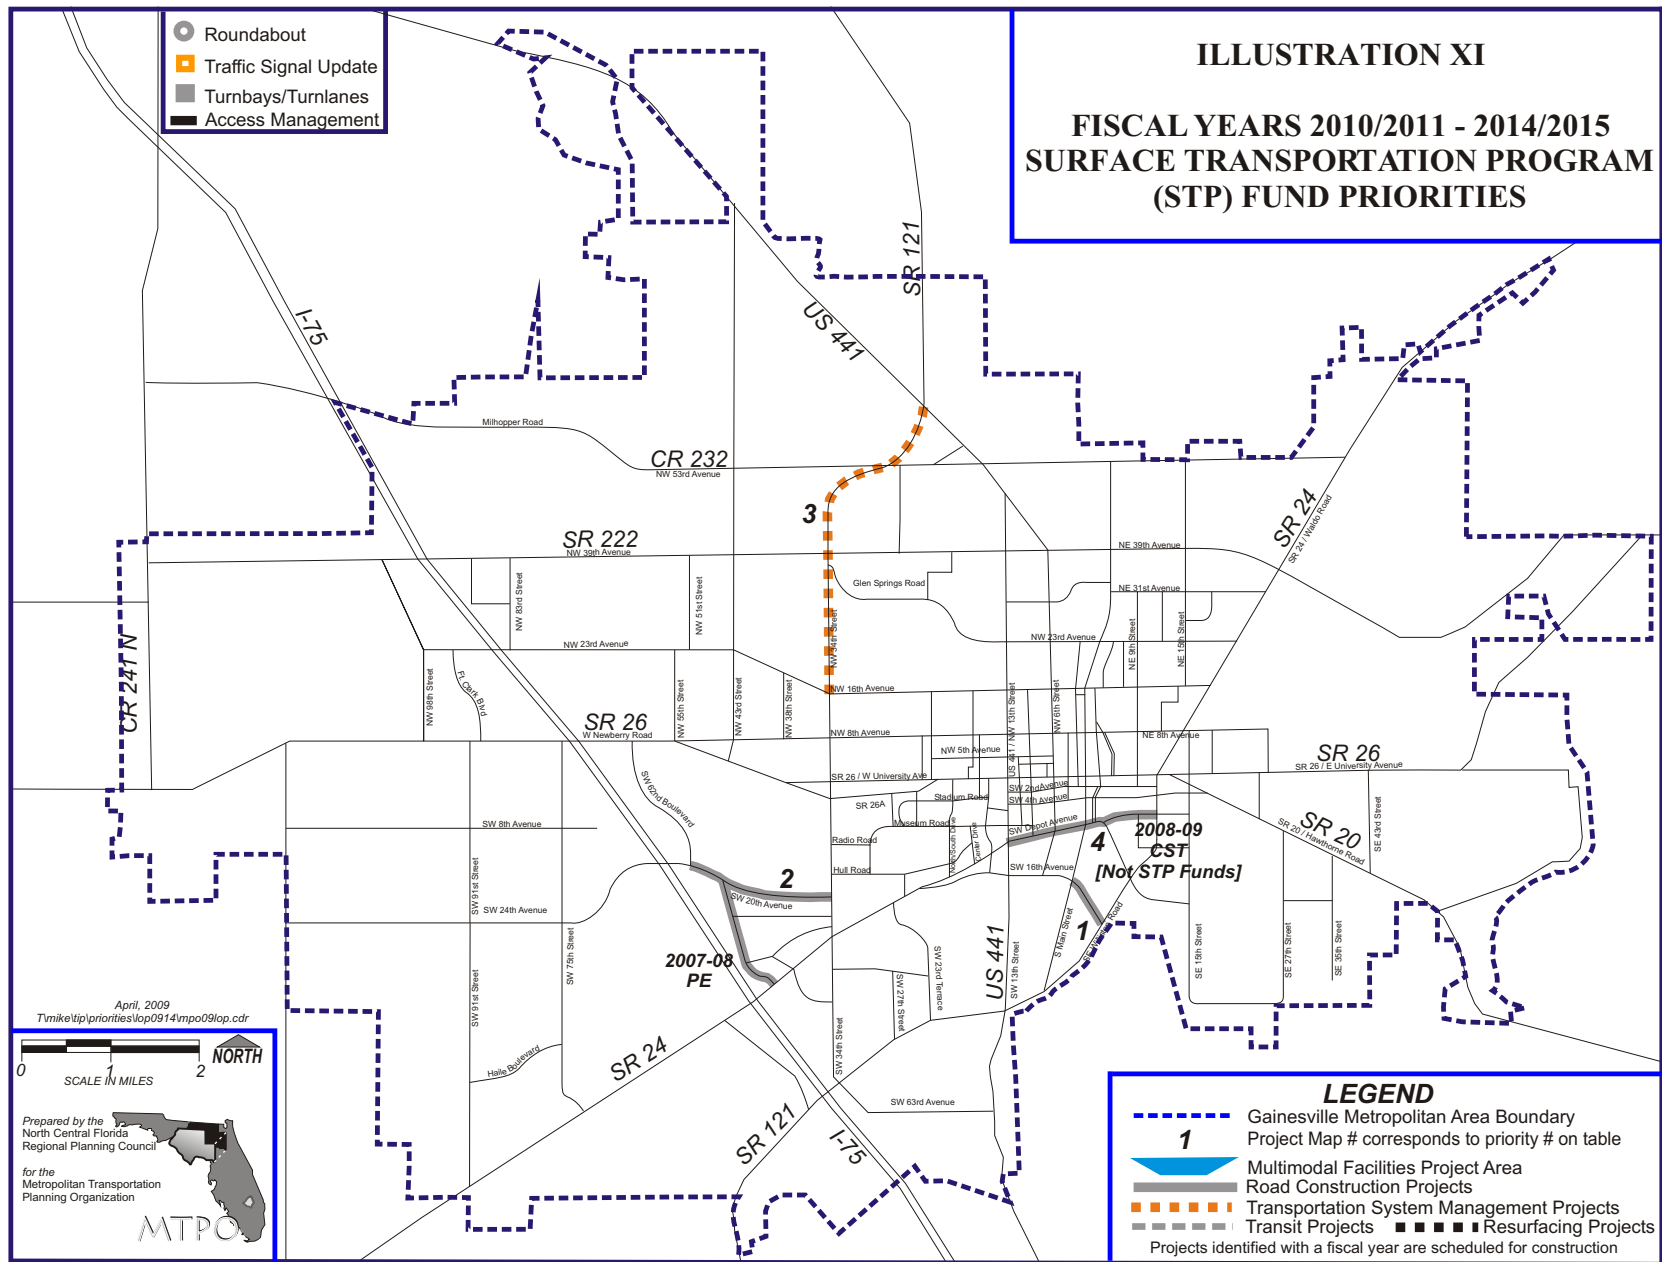 Roundabout
Traffic Signal Update
Turnbays/Turnlanes
Access Management
ILLUSTRATION XI
FISCAL YEARS 2010/2011 - 2014/2015
SURFACE TRANSPORTATION PROGRAM
(STP) FUND PRIORITIES
SR 121
US 441
I-75
Milhopper Road
CR 232
NW 53rd Avenue
3
SR 24
SR 24 / Waldo Road
SR 222
NW 39th Avenue
NE 39th Avenue
Glen Springs Road
NE 31st Avenue
NW 83rd Street
NW 51st Street
NW 34th Street
NW 23rd Avenue
NW 23rd Avenue
NE 9th Street
NE 15th Street
CR 241 N
NW 98th Street
Ft. Clark Blvd
NW 55th Street
NW 43rd Street
NW 38th Street
NW 16th Avenue
US 441 / NW 13th Street
NW 6th Street
SR 26
W Newberry Road
NW 8th Avenue
NE 8th Avenue
NW 5th Avenue
SR 26
SR 26 / E University Avenue
SR 26 / W University Ave
SW 62nd Boulevard
SW 2nd Avenue
SW 4th Avenue
Stadium Road
SR 26A
Museum Road
SW Depot Avenue
SR 20
SR 20 / Hawthorne Road
SE 43rd Street
SW 8th Avenue
Radio Road
North/South Drive
Center Drive
4
2008-09
CST
[Not STP Funds]
Hull Road
SW 16th Avenue
2
SW 20th Avenue
SW 91st Street
SW 24th Avenue
1
S Main Street
SW 75th Street
2007-08
PE
SW 23rd Terrace
SW 27th Street
US 441
SW 13th Street
SE 15th Street
SE 27th Street
SE 35th Street
SW 91st Street
SW 34th Street
Haile Boulevard
SR 24
SW 63rd Avenue
SR 121
I-75
April, 2009
T\mike\tip\priorities\lop0914\mpo09lop.cdr
NORTH
0 1 2
SCALE IN MILES
Prepared by the
North Central Florida
Regional Planning Council
for the
Metropolitan Transportation
Planning Organization
MTPO
LEGEND
Gainesville Metropolitan Area Boundary
1 Project Map # corresponds to priority # on table
Multimodal Facilities Project Area
Road Construction Projects
Transportation System Management Projects
Transit Projects Resurfacing Projects
Projects identified with a fiscal year are scheduled for construction